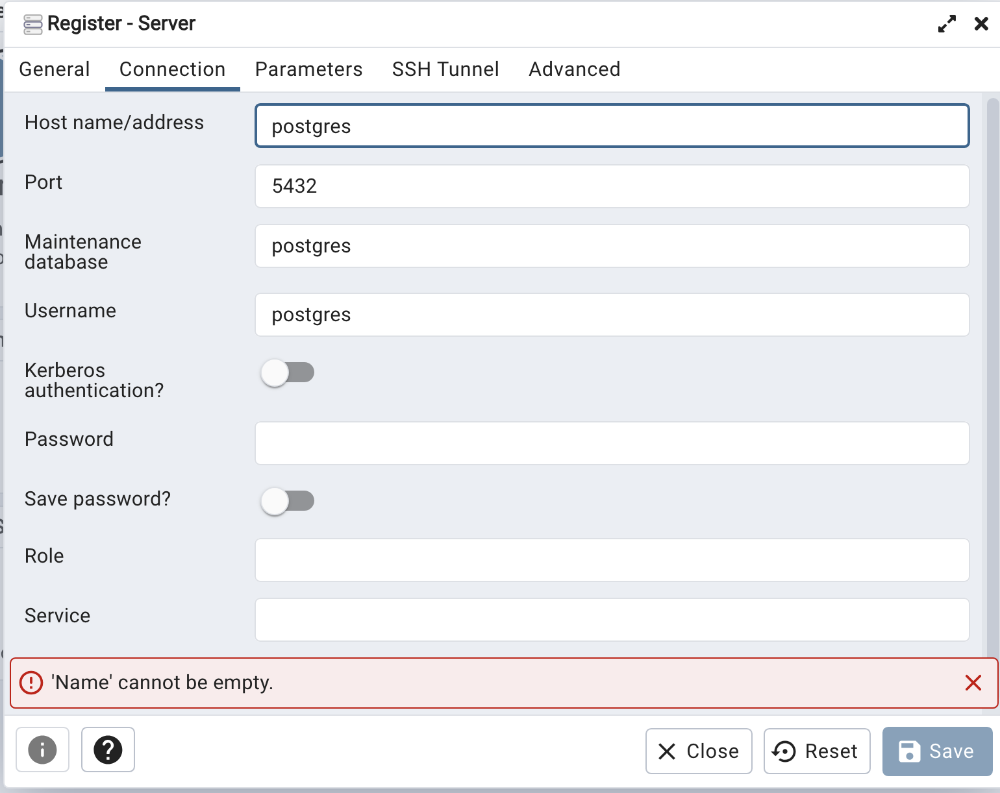 Register - Server
General Connection Parameters SSH Tunnel Advanced
Host name/address postgres
Port 5432
Maintenance
database postgres
Username postgres
Kerberos
authentication?
Password
Save password?
Role
Service
'Name' cannot be empty.
Close Reset Save